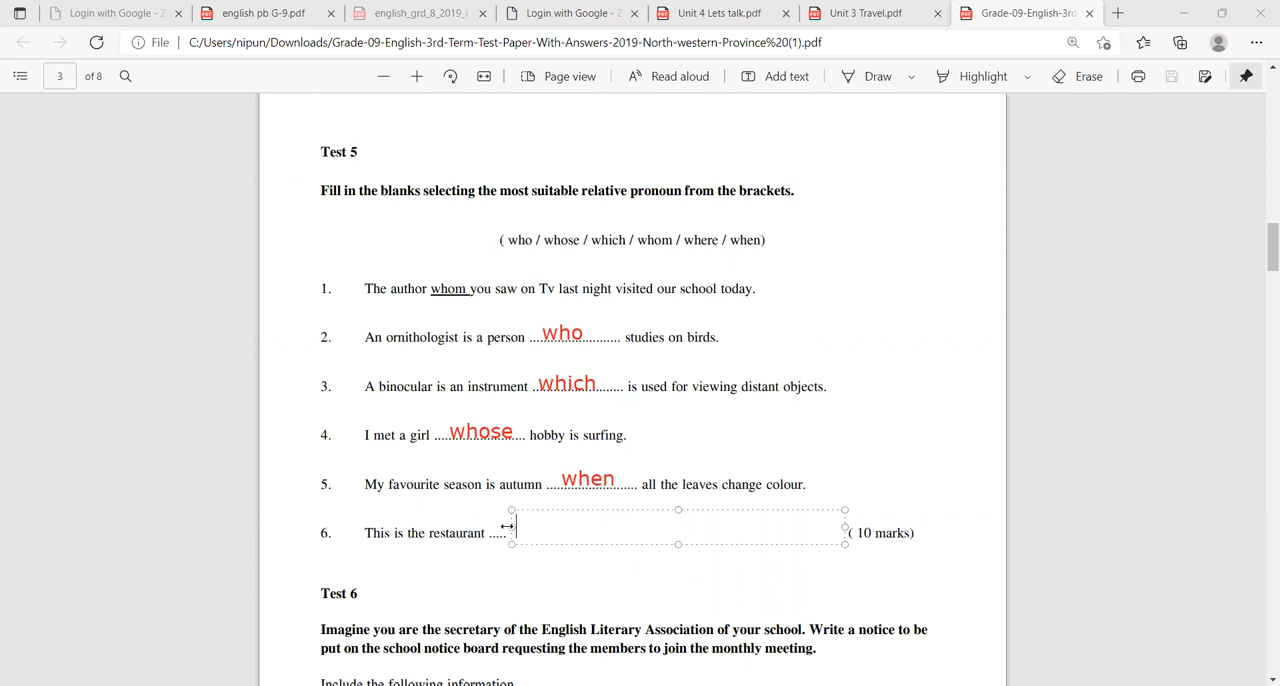 english pb G-9.pdf
english_grd_8_2019_
Login with Google - 2
Login with Google - 2
Unit 4 Lets talk.pdf
Unit 3 Travel.pdf
Grade-09-English-3rd
File
C:/Users/nipun/Downloads/Grade-09-English-3rd-Term-Test-Paper-With-Answers-2019-North-western-Province%20(1).pdf
3 of 8
Page view
Read aloud
Add text
Draw
Highlight
Erase
Test 5
Fill in the blanks selecting the most suitable relative pronoun from the brackets.
( who / whose / which / whom / where / when)
1. The author whom you saw on Tv last night visited our school today.
2. An ornithologist is a person ....who.......... studies on birds.
3. A binocular is an instrument ..which....... is used for viewing distant objects.
4. I met a girl ....whose.... hobby is surfing.
5. My favourite season is autumn ....when...... all the leaves change colour.
6. This is the restaurant ..... ( 10 marks)
Test 6
Imagine you are the secretary of the English Literary Association of your school. Write a notice to be
put on the school notice board requesting the members to join the monthly meeting.
Include the following information